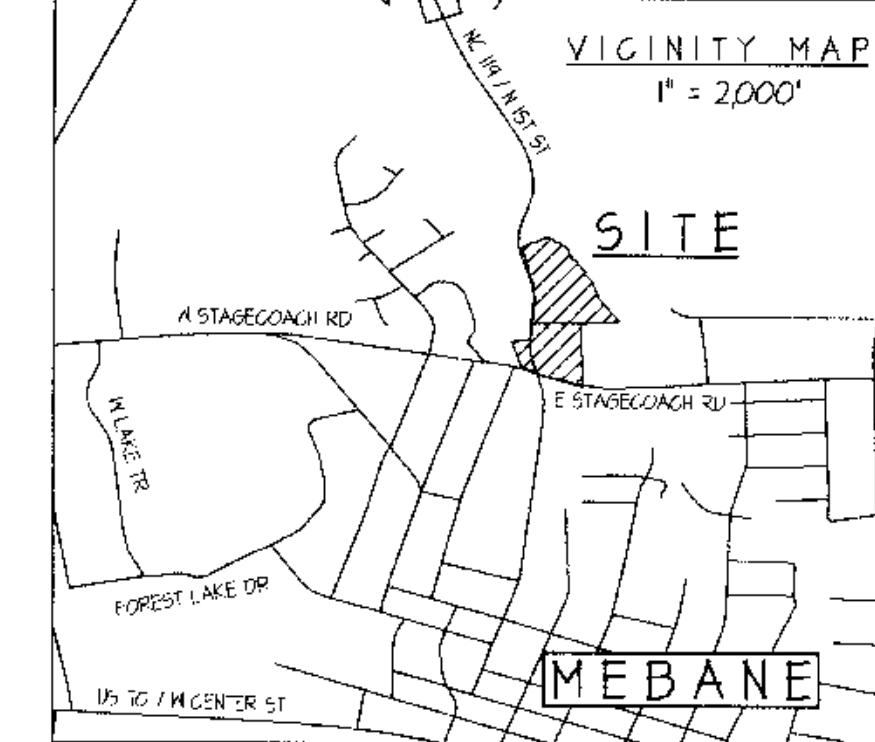 VICINITY MAP
1" = 2,000'
NC 119 / N 1ST ST
SITE
N STAGECOACH RD
E STAGECOACH RD
W LAKE TR
FOREST LAKE DR
MEBANE
US 70 / W CENTER ST